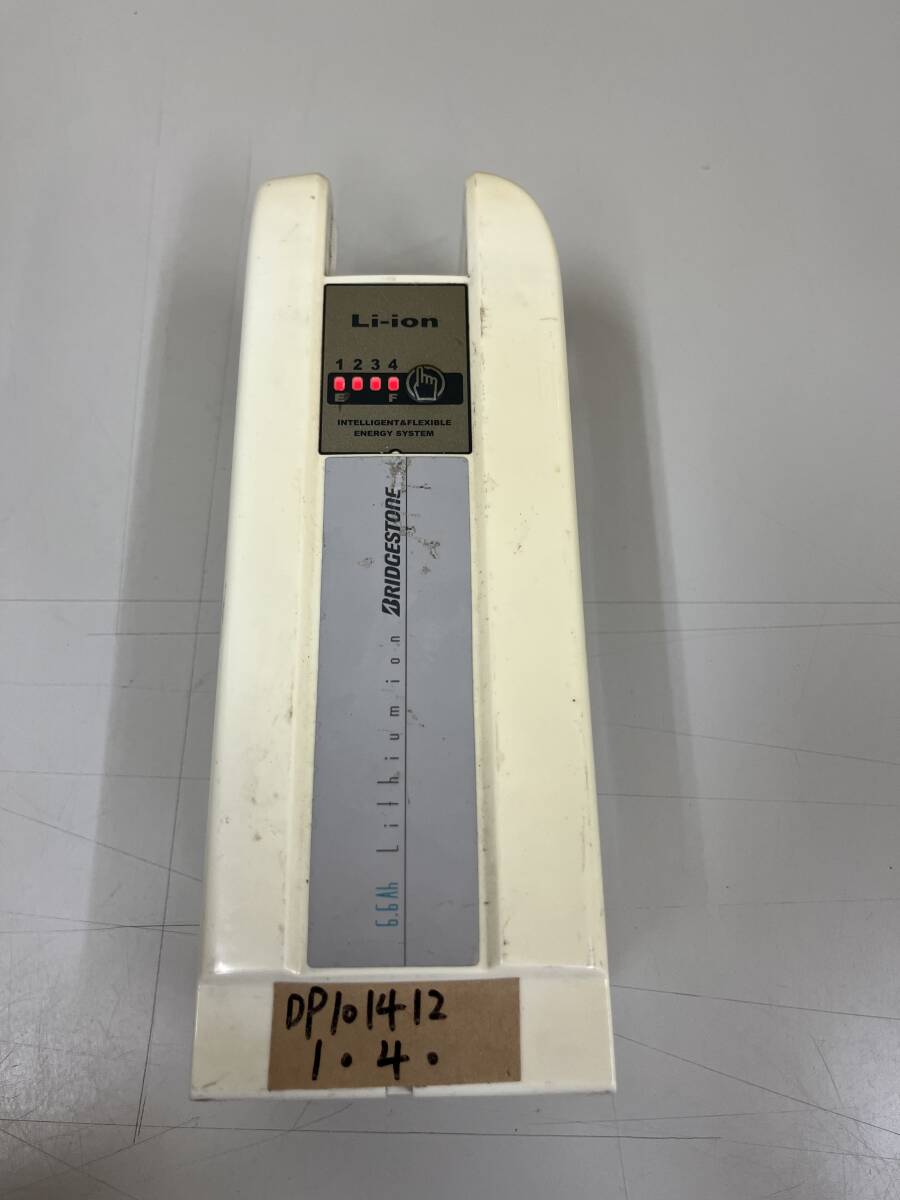 Li-ion
1 2 3 4
E F
INTELLIGENT&FLEXIBLE
ENERGY SYSTEM
6.6Ah Lithium ion BRIDGESTONE
DP101412
1.4.